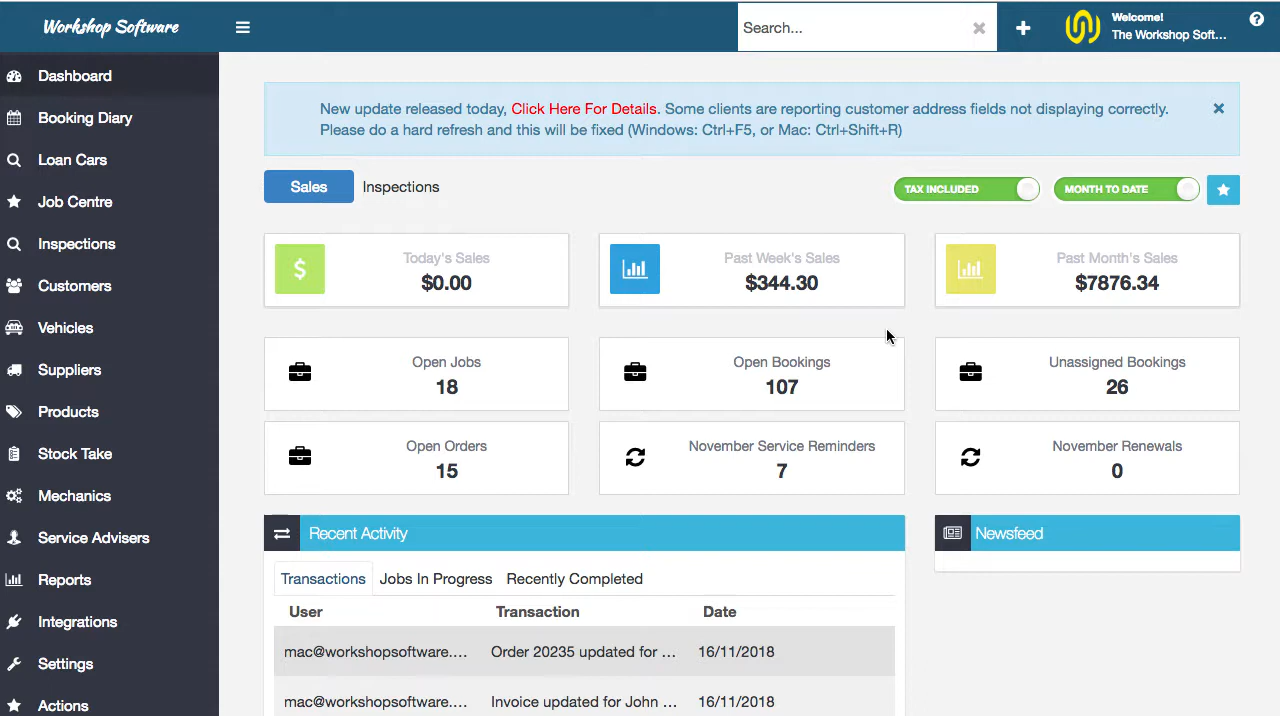 Workshop Software
Search...
Welcome!
The Workshop Soft...
Dashboard
Booking Diary
Loan Cars
Job Centre
Inspections
Customers
Vehicles
Suppliers
Products
Stock Take
Mechanics
Service Advisers
Reports
Integrations
Settings
Actions
New update released today, Click Here For Details. Some clients are reporting customer address fields not displaying correctly.
Please do a hard refresh and this will be fixed (Windows: Ctrl+F5, or Mac: Ctrl+Shift+R)
Sales Inspections
TAX INCLUDED MONTH TO DATE
Today's Sales
$0.00
Past Week's Sales
$344.30
Past Month's Sales
$7876.34
Open Jobs
18
Open Bookings
107
Unassigned Bookings
26
Open Orders
15
November Service Reminders
7
November Renewals
0
Recent Activity
Transactions Jobs In Progress Recently Completed
User Transaction Date
mac@workshopsoftware.... Order 20235 updated for ... 16/11/2018
mac@workshopsoftware.... Invoice updated for John ... 16/11/2018
Newsfeed